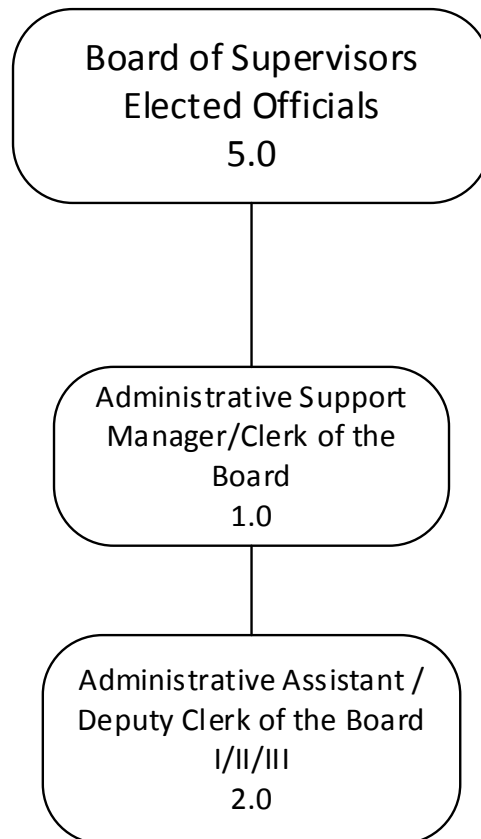 Board of Supervisors
Elected Officials
5.0
Administrative Support
Manager/Clerk of the
Board
1.0
Administrative Assistant /
Deputy Clerk of the Board
I/II/III
2.0